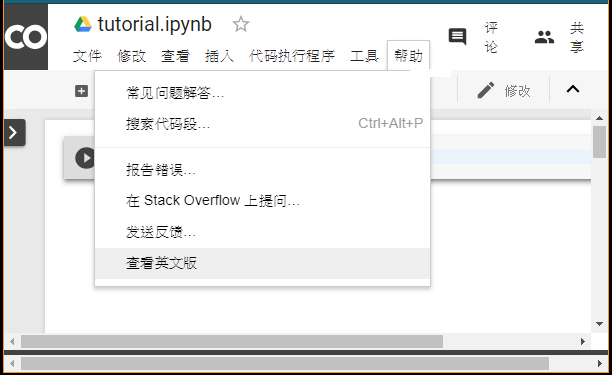 CO
tutorial.ipynb
文件 修改 查看 插入 代码执行程序 工具 帮助
评论
共享
修改
常见问题解答...
搜索代码段... Ctrl+Alt+P
报告错误...
在 Stack Overflow 上提问...
发送反馈...
查看英文版